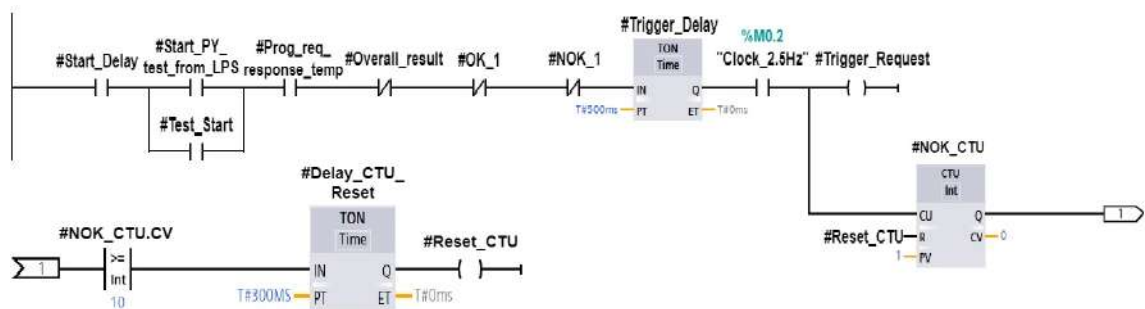 #Trigger_Delay
#Start_Delay
#Start_PY_
test_from_LPS
#Prog_req_
response_temp
#Overall_result
#OK_1
#NOK_1
TON
Time
%M0.2
"Clock_2.5Hz"
#Trigger_Request
IN Q
T#500ms PT ET T#0ms
#Test_Start
#NOK_CTU
CTU
Int
CU Q
1
#Reset_CTU R CV 0
1 PV
#Delay_CTU_
Reset
TON
Time
#NOK_CTU.CV
#Reset_CTU
1
>=
Int
10
IN Q
T#300MS PT ET T#0ms